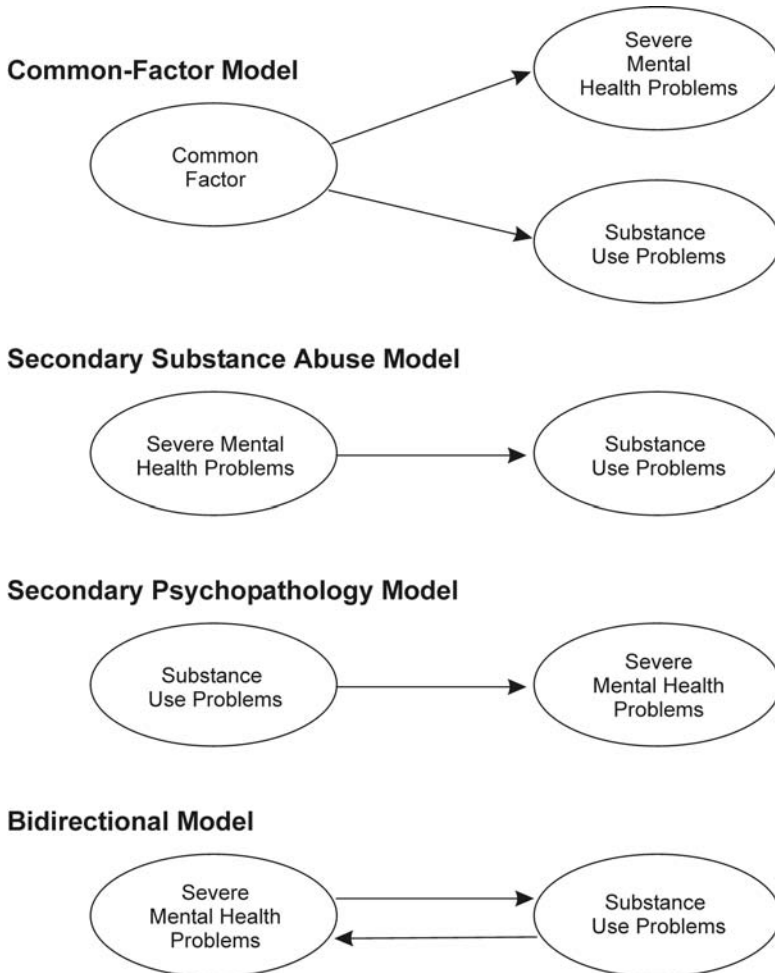 Common-Factor Model
Common
Factor
Severe
Mental
Health Problems
Substance
Use Problems
Secondary Substance Abuse Model
Severe Mental
Health Problems
Substance
Use Problems
Secondary Psychopathology Model
Substance
Use Problems
Severe
Mental Health
Problems
Bidirectional Model
Severe
Mental Health
Problems
Substance
Use Problems